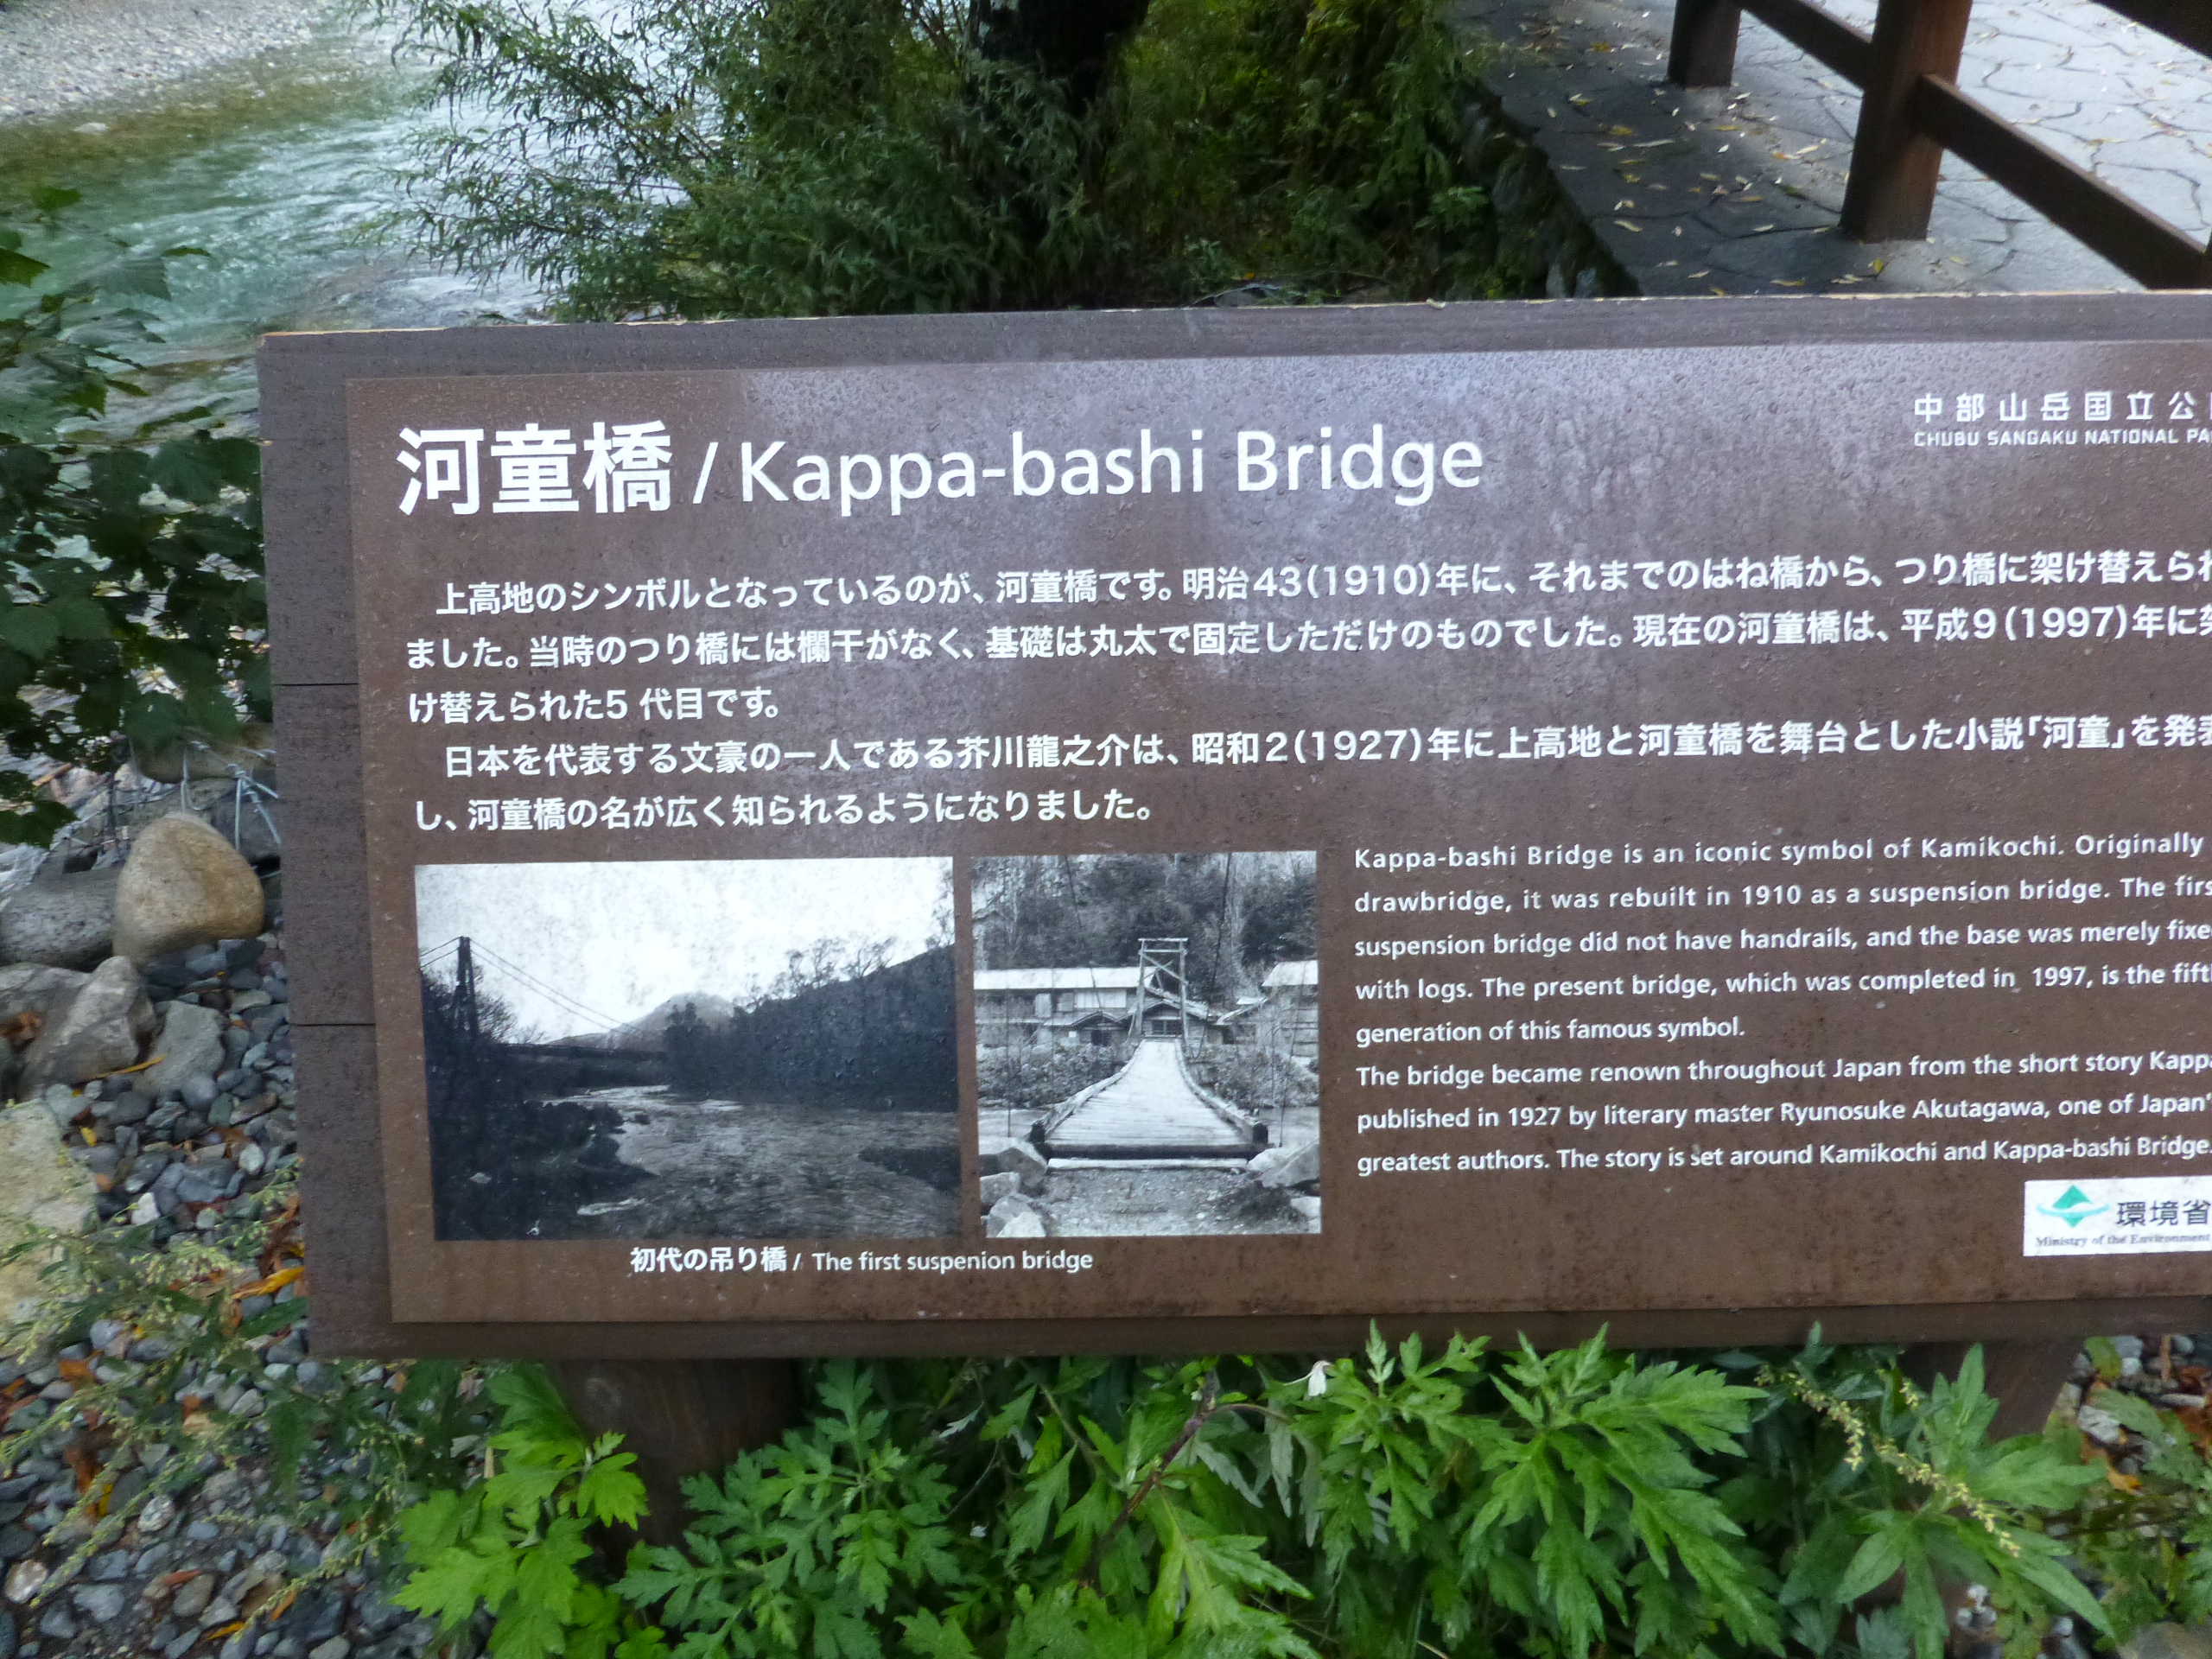 河童橋 / Kappa-bashi Bridge
中部山岳国立公
CHUBU SANGAKU NATIONAL
上高地のシンボルとなっているのが、河童橋です。明治43(1910)年に、それまでのはね橋から、つり橋に架け替えられ
ました。当時のつり橋には欄干がなく、基礎は丸太で固定しただけのものでした。現在の河童橋は、平成9(1997)年に架
け替えられた5 代目です。
日本を代表する文豪の一人である芥川龍之介は、昭和2(1927)年に上高地と河童橋を舞台とした小説「河童」を発表
し、河童橋の名が広く知られるようになりました。
Kappa-bashi Bridge is an iconic symbol of Kamikochi. Originally
drawbridge, it was rebuilt in 1910 as a suspension bridge. The
suspension bridge did not have handrails, and the base was merely
with logs. The present bridge, which was completed in 1997, is the
generation of this famous symbol.
The bridge became renown throughout Japan from the short story
published in 1927 by literary master Ryunosuke Akutagawa, one of Japan'
greatest authors. The story is set around Kamikochi and Kappa-bashi Bridge.
初代の吊り橋 / The first suspenion bridge
環境省
Ministry of the Environment